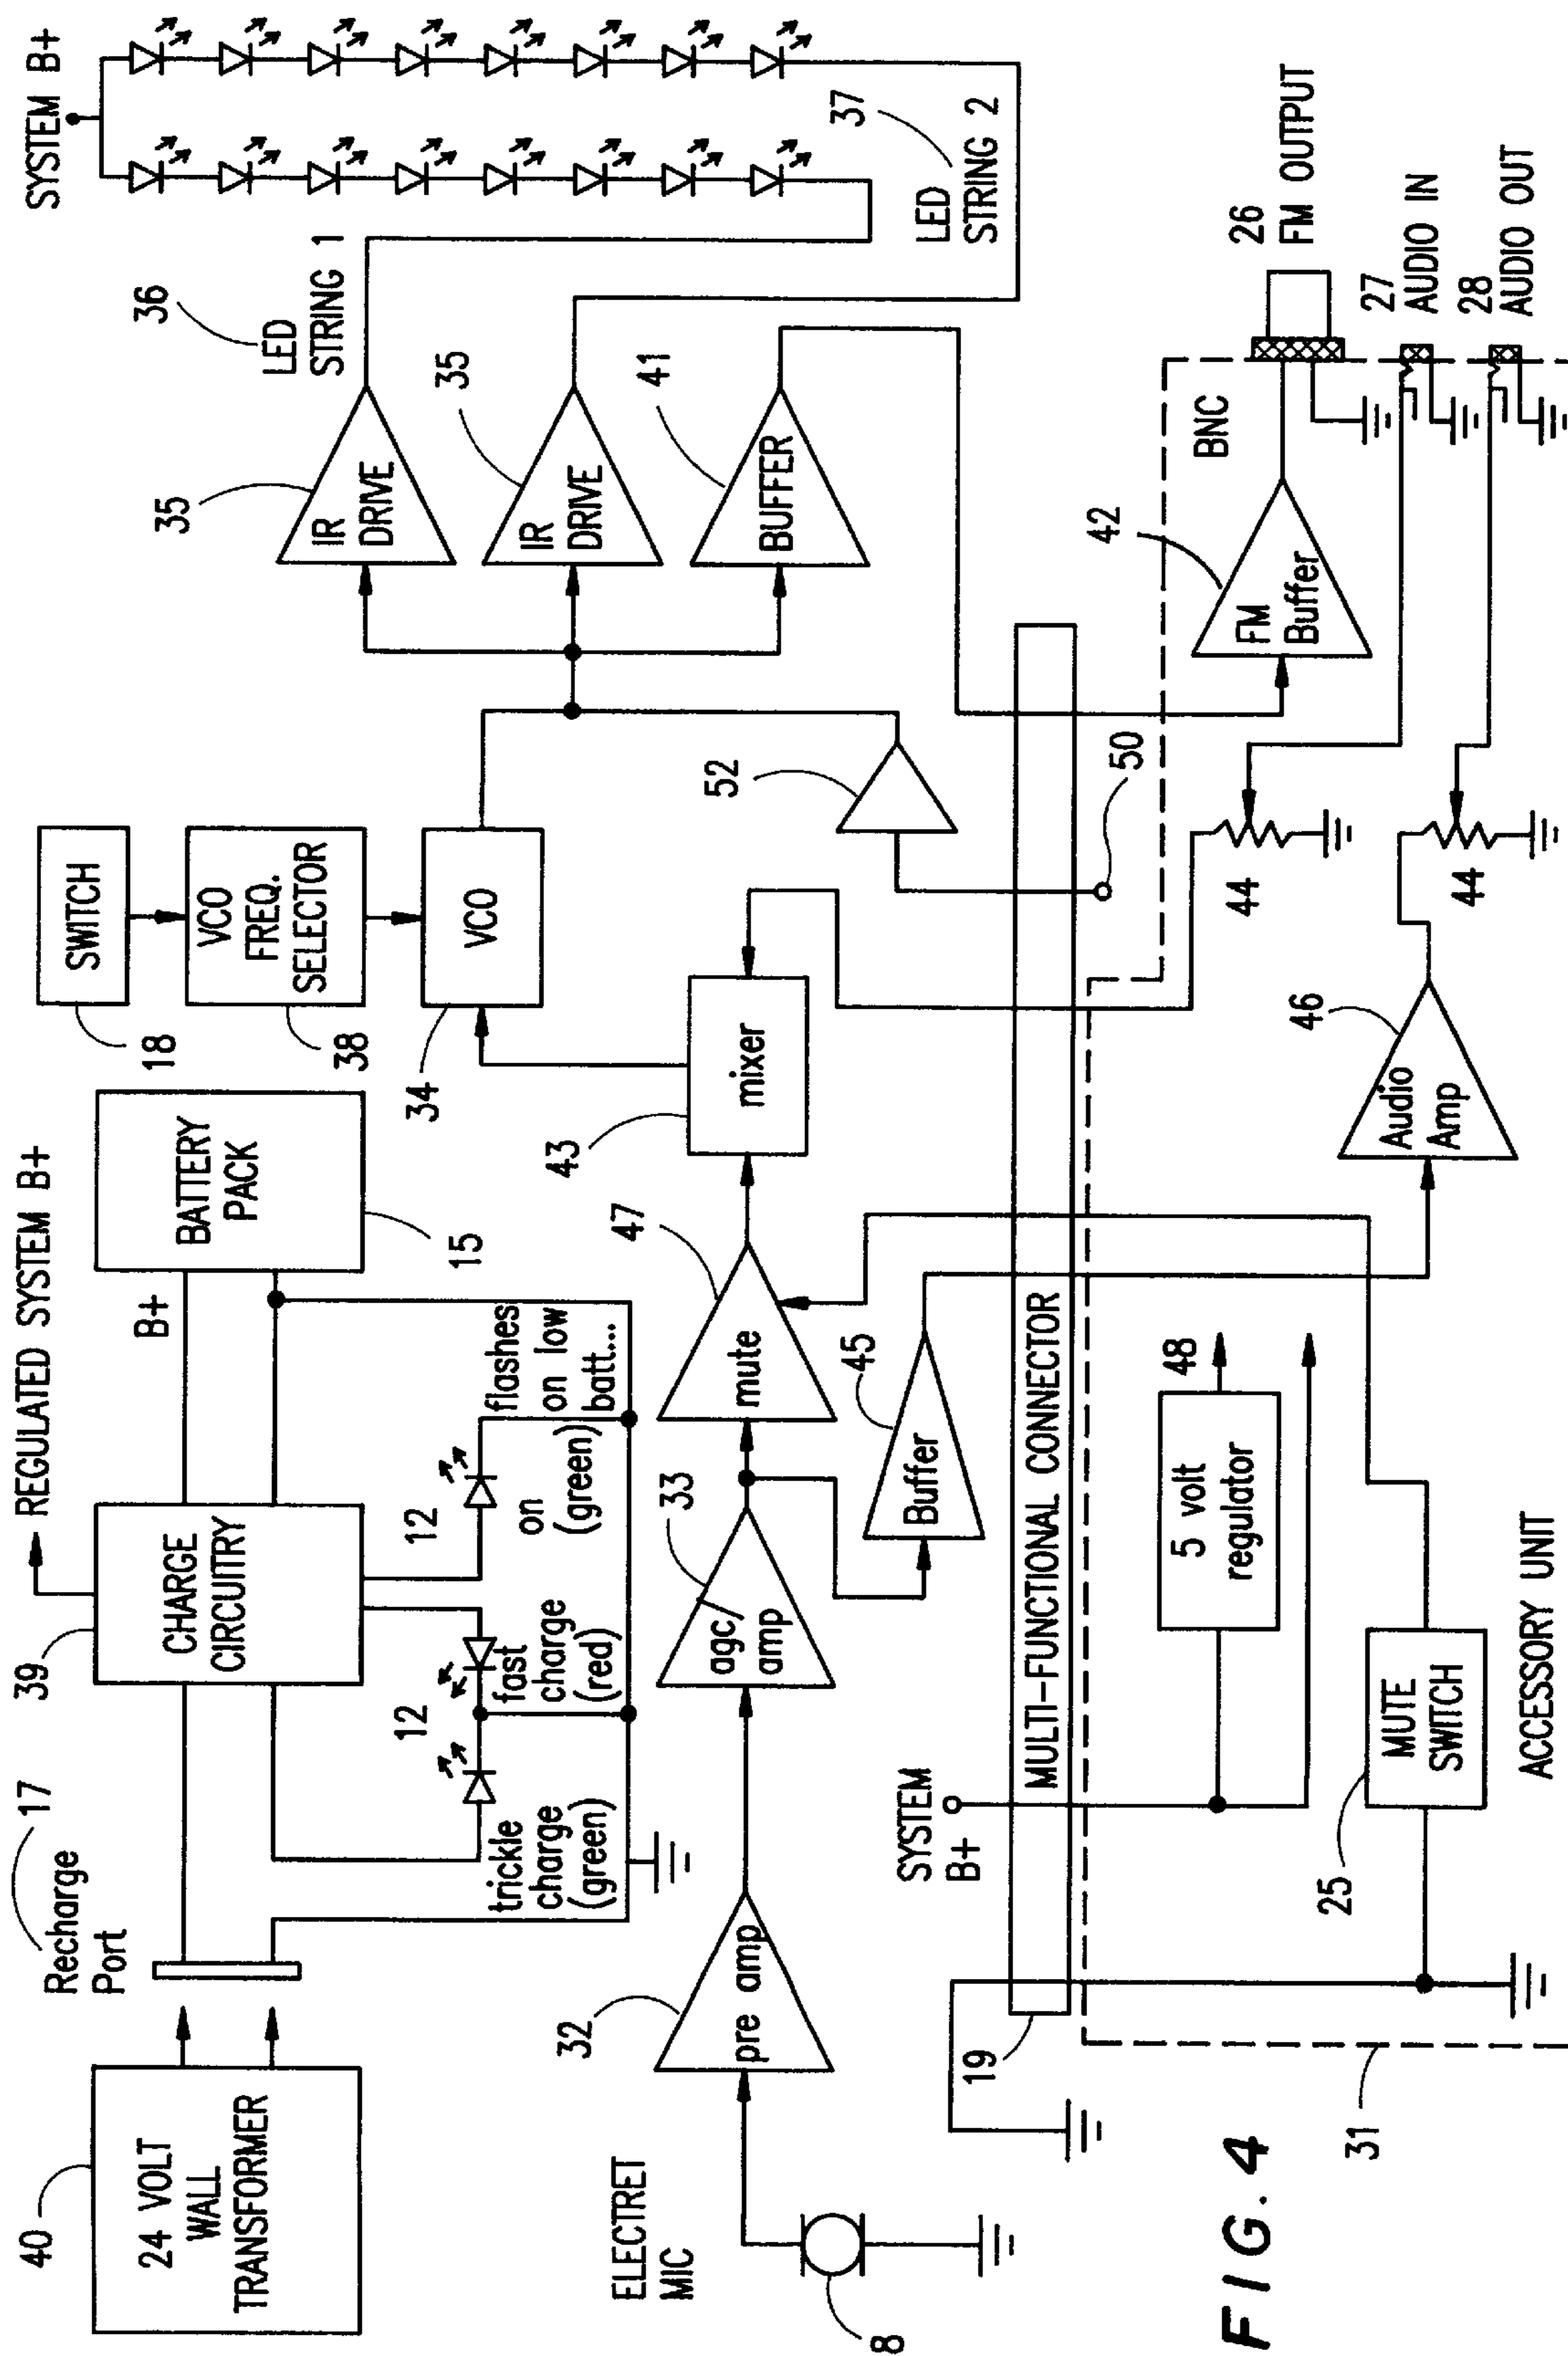 40
24 VOLT
WALL
TRANSFORMER
17
Recharge
Port
39
CHARGE
CIRCUITRY
REGULATED SYSTEM B+
B+
BATTERY
PACK
15
12
trickle
charge
(green)
fast
charge
(red)
12
on
(green)
flashes
on low
batt...
SWITCH
18
VCO
FREQ.
SELECTOR
38
VCO
34
SYSTEM B+
36
LED
STRING 1
37
LED
STRING 2
35
IR
DRIVE
35
IR
DRIVE
41
BUFFER
ELECTRET
MIC
8
32
pre amp
33
agc/
amp
47
mute
43
mixer
45
Buffer
52
50
SYSTEM
B+
19
MULTI-FUNCTIONAL CONNECTOR
31
25
MUTE
SWITCH
5 volt
regulator
48
46
Audio
Amp
44
44
42
FM
Buffer
BNC
26
FM OUTPUT
27
AUDIO IN
28
AUDIO OUT
ACCESSORY UNIT
FIG. 4